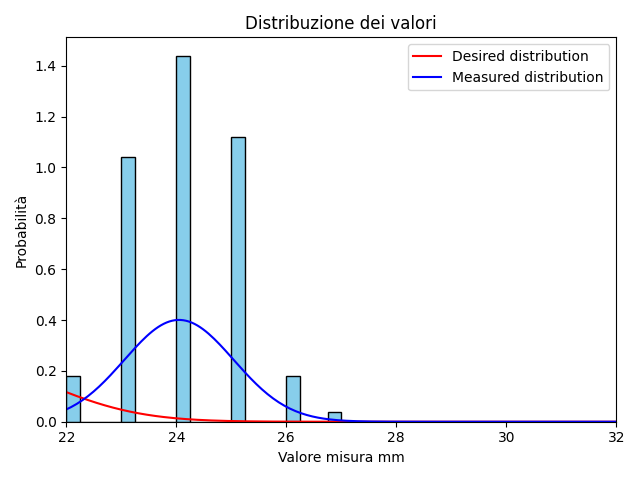 Distribuzione dei valori
Desired distribution
Measured distribution
Probabilità
1.4
1.2
1.0
0.8
0.6
0.4
0.2
0.0
22 24 26 28 30 32
Valore misura mm